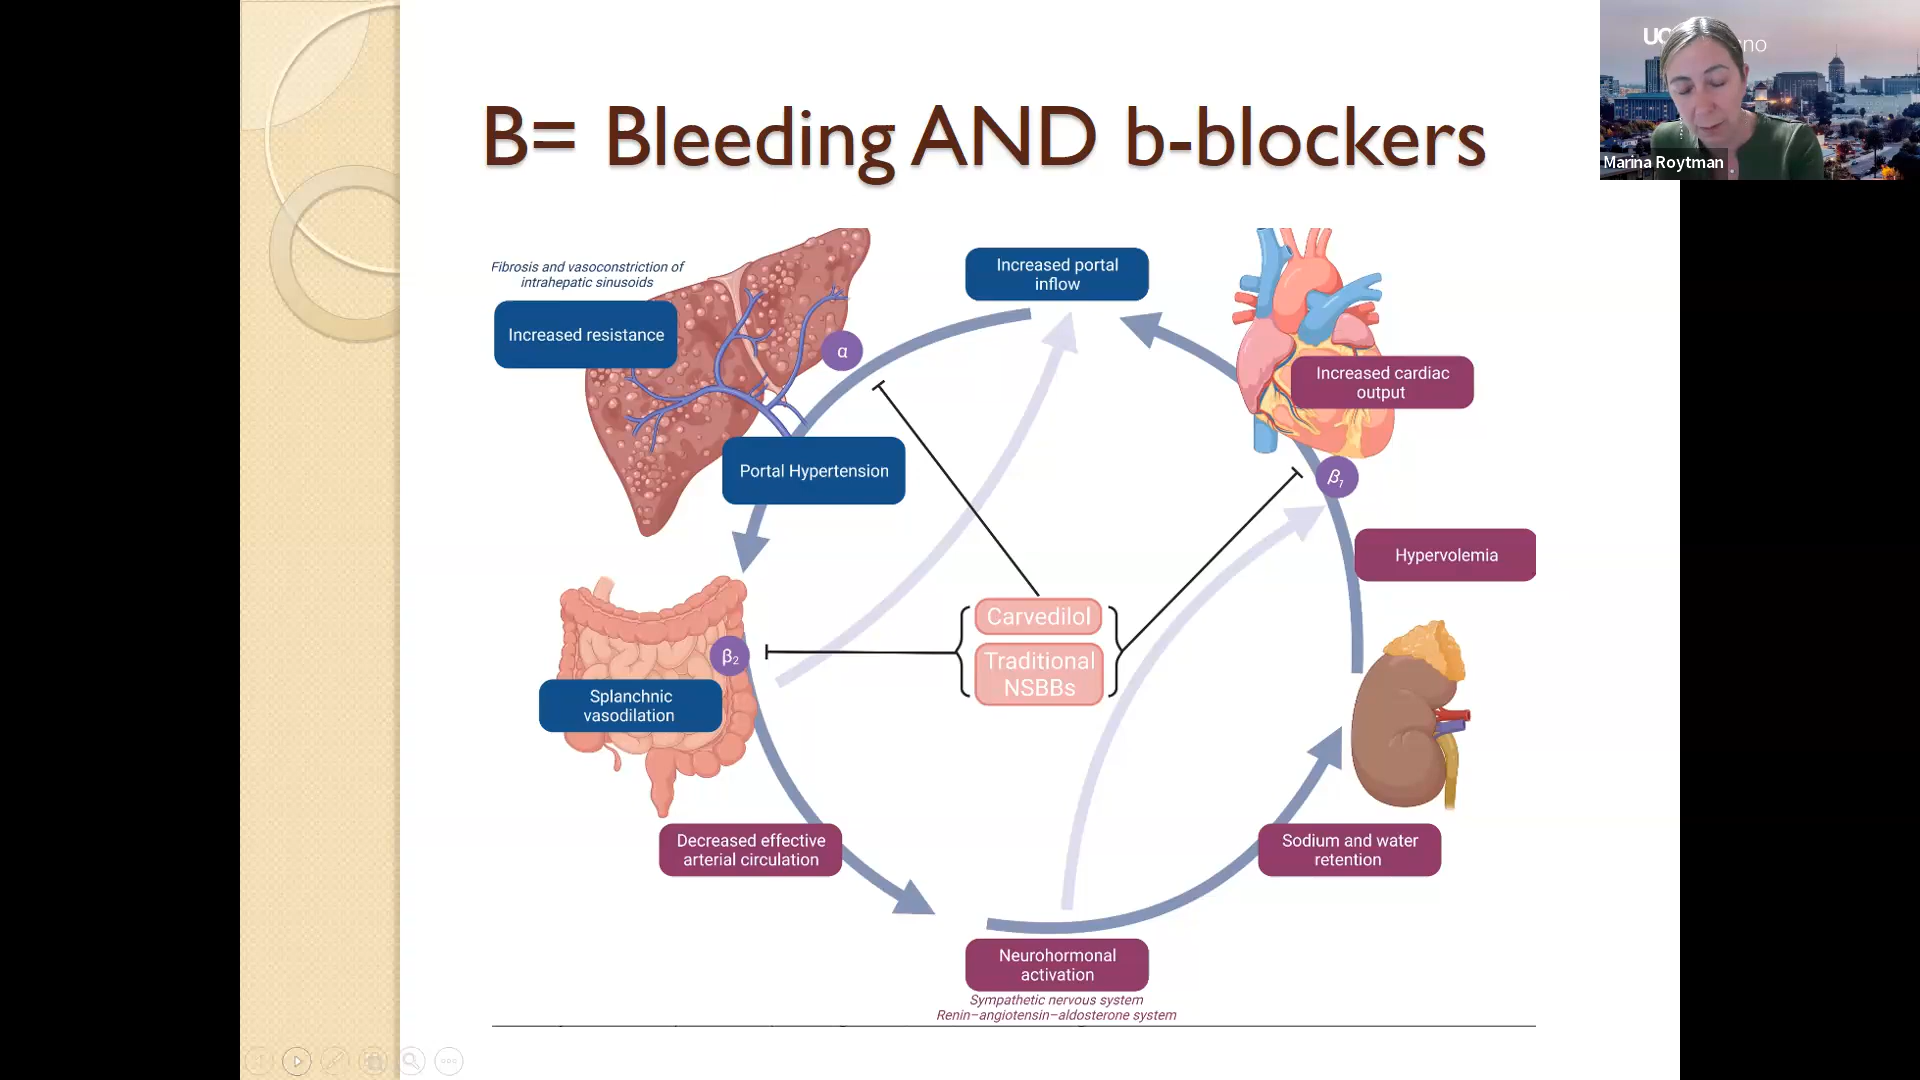 B= Bleeding AND b-blockers
Marina Roytman
Fibrosis and vasoconstriction of
intrahepatic sinusoids
Increased resistance
α
Portal Hypertension
Increased portal
inflow
Increased cardiac
output
β1
Hypervolemia
Carvedilol
Traditional
NSBBs
β2
Splanchnic
vasodilation
Decreased effective
arterial circulation
Sodium and water
retention
Neurohormonal
activation
Sympathetic nervous system
Renin–angiotensin–aldosterone system